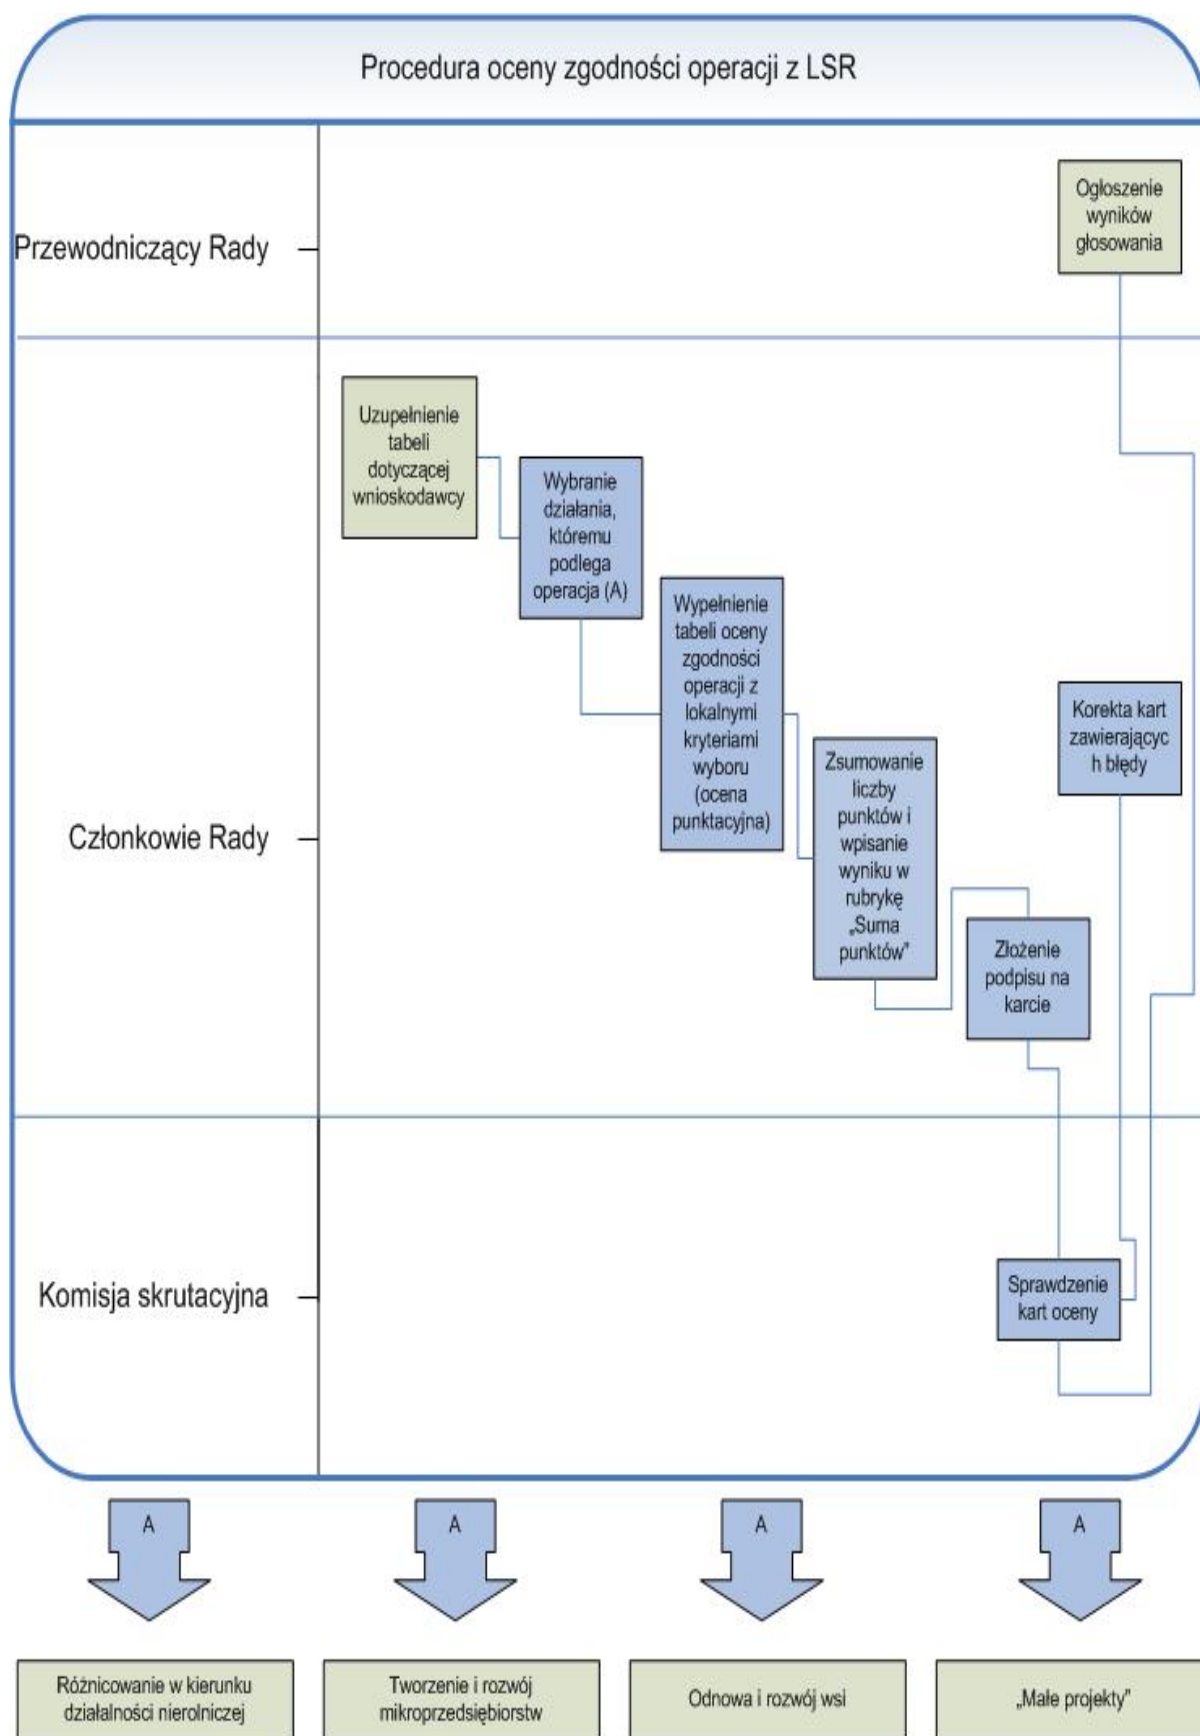 Procedura oceny zgodności operacji z LSR
Przewodniczący Rady
Ogłoszenie
wyników
głosowania
Członkowie Rady
Uzupełnienie
tabeli
dotyczącej
wnioskodawcy
Wybranie
działania,
któremu
podlega
operacja (A)
Wypełnienie
tabeli oceny
zgodności
operacji z
lokalnymi
kryteriami
wyboru
(ocena
punktacyjna)
Zsumowanie
liczby
punktów i
wpisanie
wyniku w
rubrykę
„Suma
punktów”
Złożenie
podpisu na
karcie
Korekta kart
zawierającyc
h błędy
Komisja skrutacyjna
Sprawdzenie
kart oceny
A
A
A
A
Różnicowanie w kierunku
działalności nierolniczej
Tworzenie i rozwój
mikroprzedsiębiorstw
Odnowa i rozwój wsi
„Małe projekty”